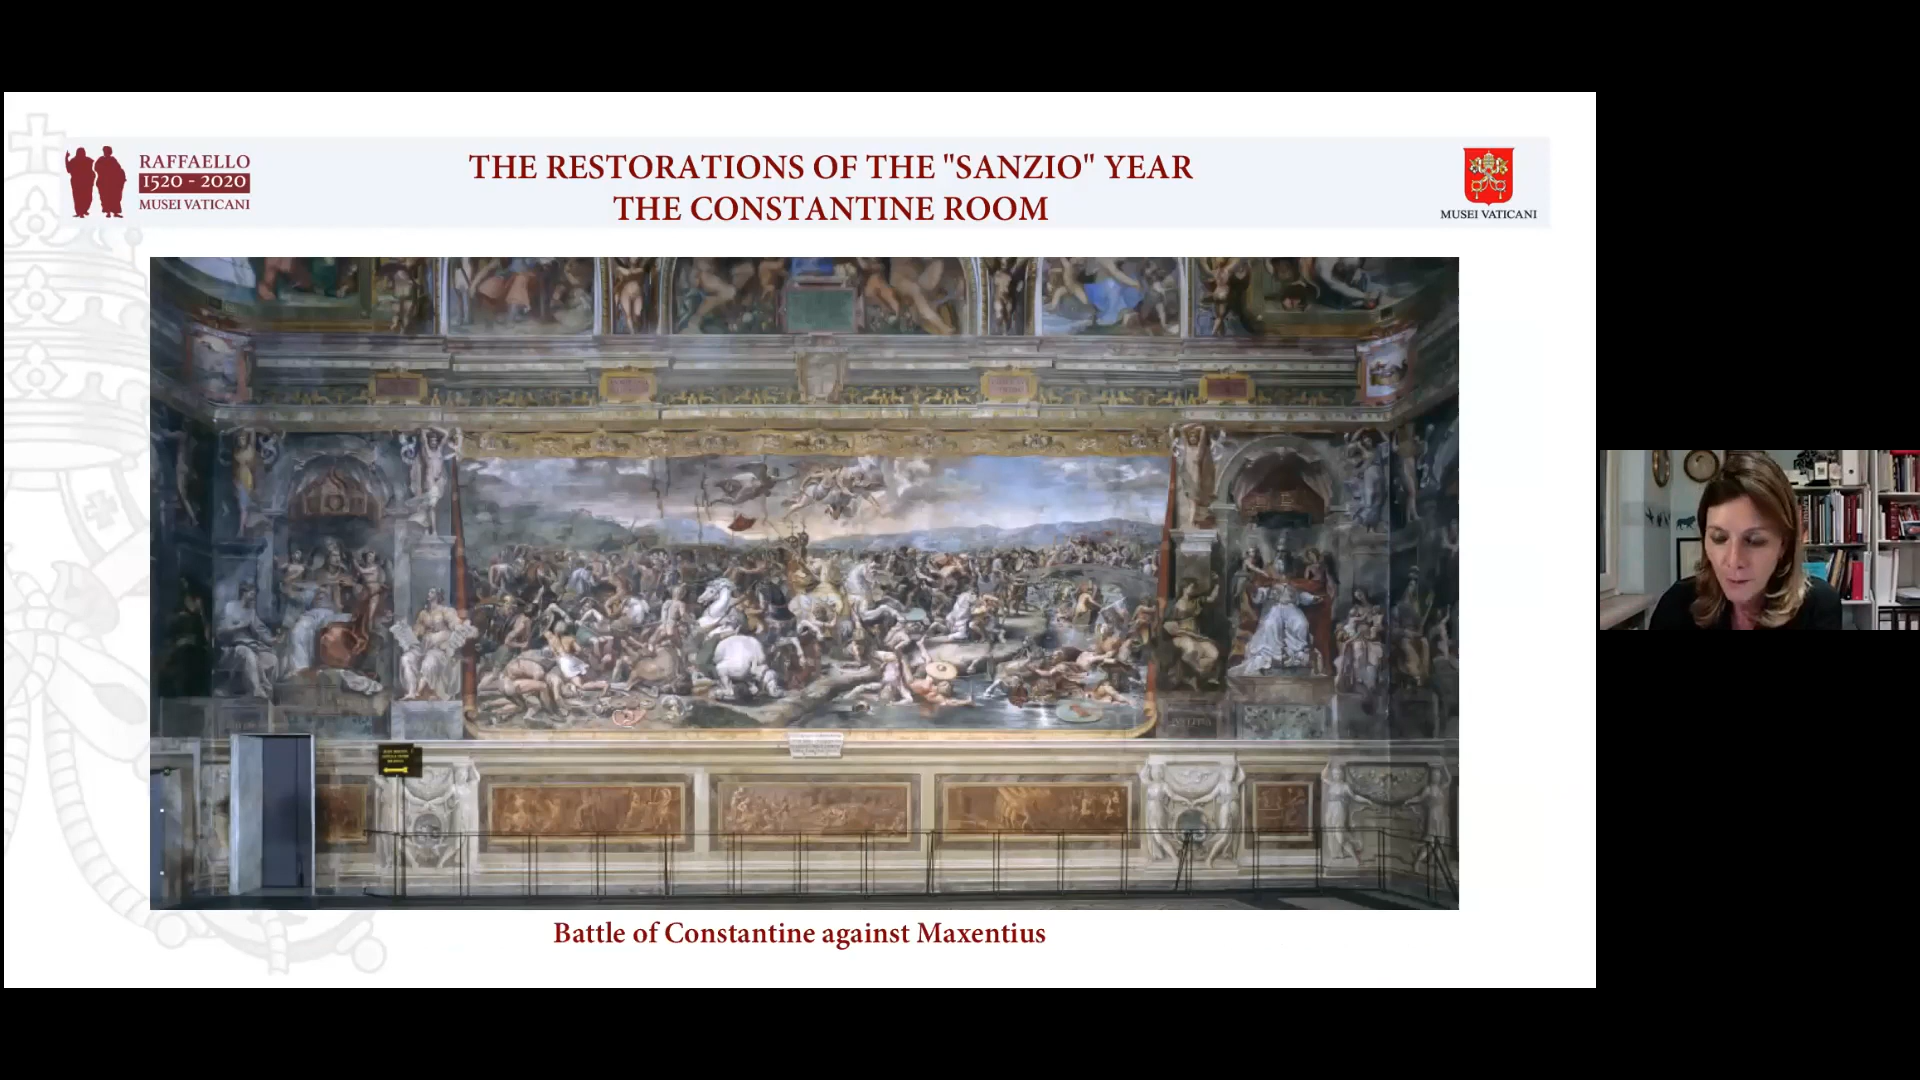 RAFFAELLO
1520 - 2020
MUSEI VATICANI
THE RESTORATIONS OF THE "SANZIO" YEAR
THE CONSTANTINE ROOM
MUSEI VATICANI
Battle of Constantine against Maxentius